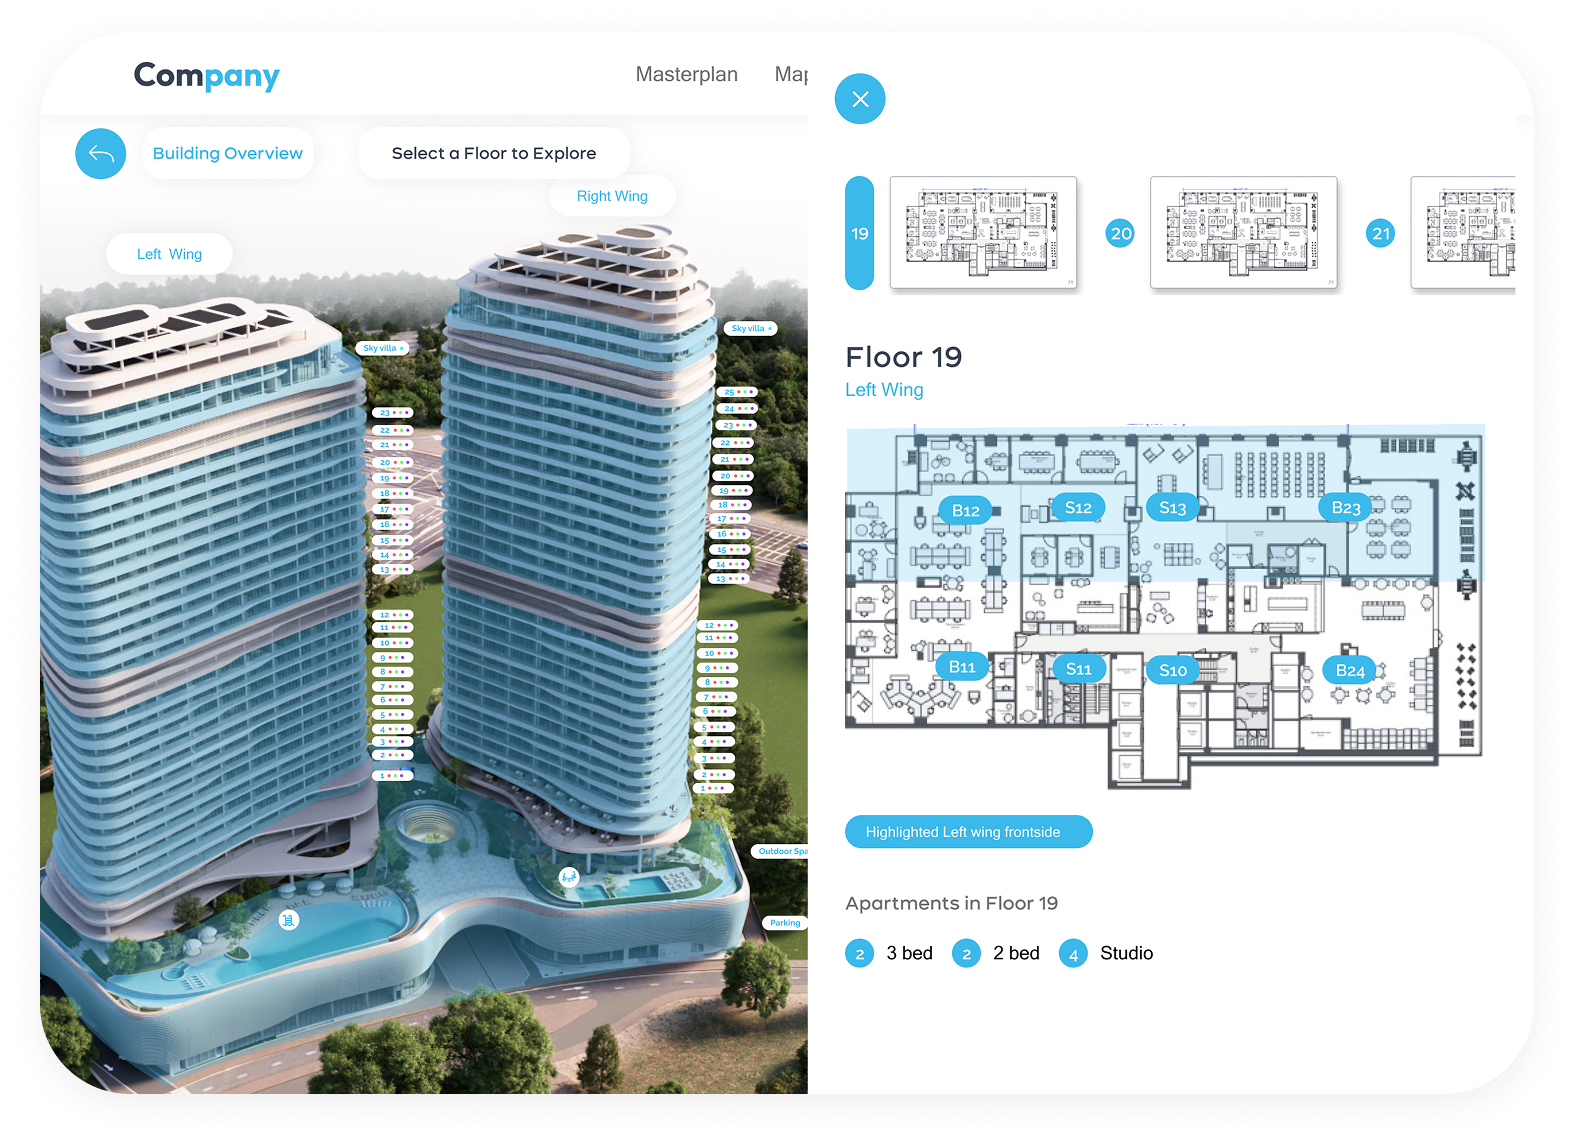 Company
Masterplan
Map
Building Overview
Select a Floor to Explore
Right Wing
Left Wing
Sky villa
Sky villa
23
22
21
20
19
18
17
16
15
14
13
12
11
10
9
8
7
6
5
4
3
2
1
25
24
23
22
21
20
19
18
17
16
15
14
13
12
11
10
9
8
7
6
5
4
3
2
1
Outdoor Spa
Parking
19
20
21
Floor 19
Left Wing
B12
S12
S13
B23
B11
S11
S10
B24
Highlighted Left wing frontside
Apartments in Floor 19
2 3 bed 2 2 bed 4 Studio